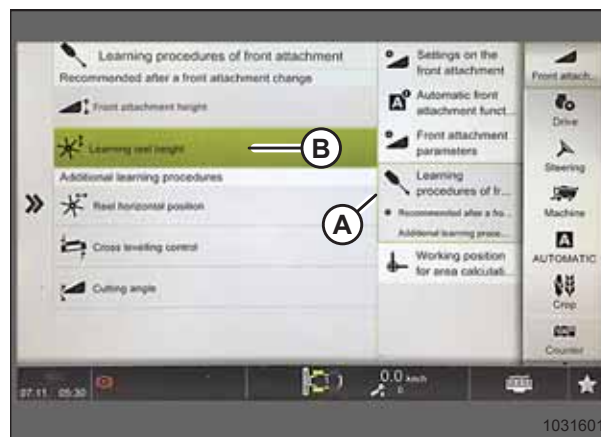 Learning procedures of front attachment
Recommended after a front attachment change
Front attachment height
Learning reel height
Additional learning procedures
Reel horizontal position
Cross levelling control
Cutting angle
B
A
Settings on the
front attachment
Automatic front
attachment funct...
Front attachment
parameters
Learning
procedures of fr...
Recommended after a fro...
Additional learning proce...
Working position
for area calculati...
Front attach...
Drive
Steering
Machine
A
AUTOMATIC
Crop
Counter
07.11 05:30
0.0 km/h
0
1031601